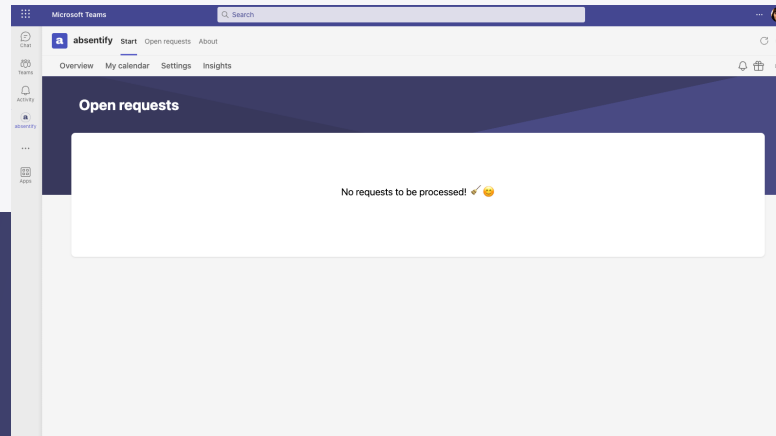 Microsoft Teams
Search
...
Chat
Teams
Activity
a
absentify
...
Apps
a absentify Start Open requests About
Overview My calendar Settings Insights
Open requests
No requests to be processed! 🧹 😊